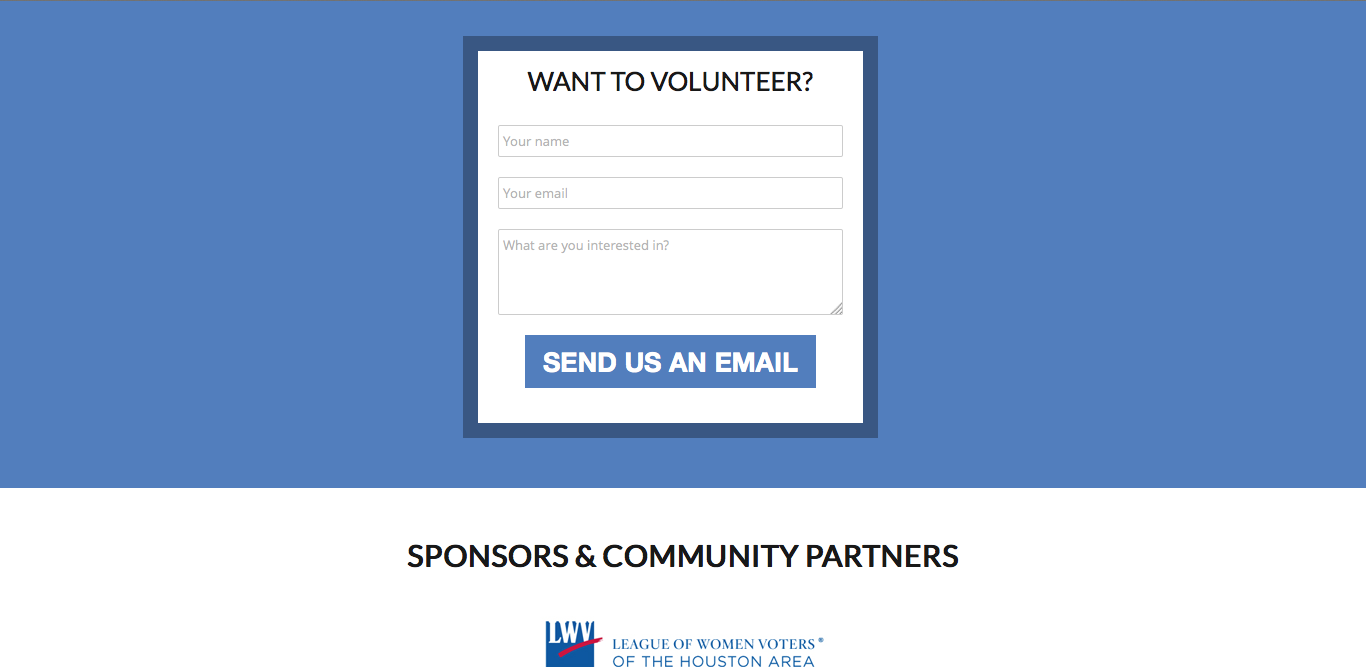 WANT TO VOLUNTEER?
Your name
Your email
What are you interested in?
SEND US AN EMAIL
SPONSORS & COMMUNITY PARTNERS
LWV
LEAGUE OF WOMEN VOTERS®
OF THE HOUSTON AREA